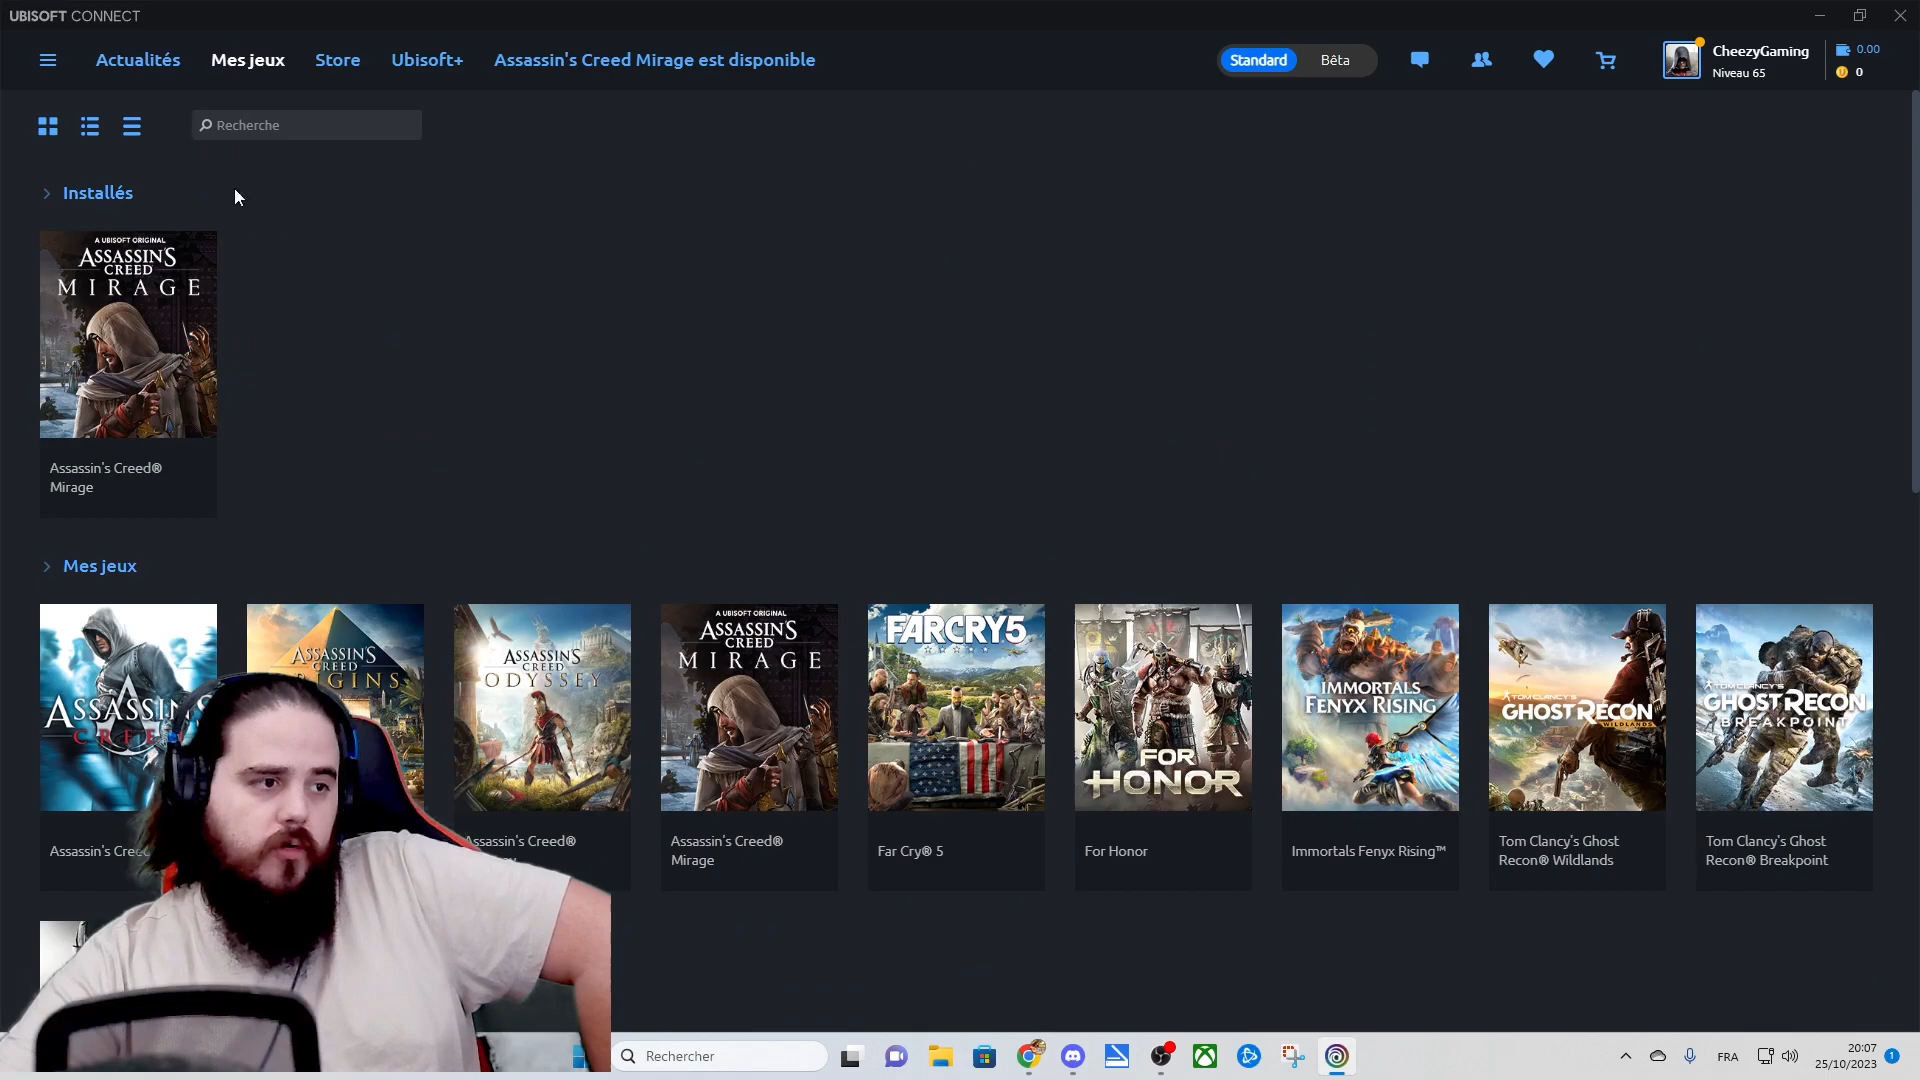 UBISOFT CONNECT
Actualités
Mes jeux
Store
Ubisoft+
Assassin's Creed Mirage est disponible
Standard
Bêta
CheezyGaming
Niveau 65
0.00
0
Recherche
Installés
A UBISOFT ORIGINAL
ASSASSIN'S
CREED
MIRAGE
Assassin's Creed®
Mirage
Mes jeux
ASSASSIN'S
CREED
ODYSSEY
A UBISOFT ORIGINAL
ASSASSIN'S
CREED
MIRAGE
FARCRY5
FOR
HONOR
IMMORTALS
FENYX RISING
TOM CLANCY'S
GHOST RECON
WILDLANDS
TOM CLANCY'S
GHOST RECON
BREAKPOINT
ASSASSIN'S
CREED
Assassin's Creed®
Assassin's Creed®
Mirage
Far Cry® 5
For Honor
Immortals Fenyx Rising™
Tom Clancy's Ghost
Recon® Wildlands
Tom Clancy's Ghost
Recon® Breakpoint
Rechercher
FRA
20:07
25/10/2023
1